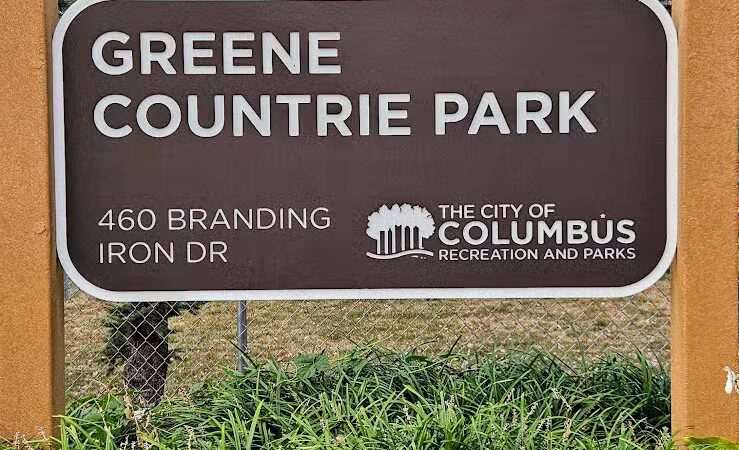 GREENE
COUNTRIE PARK
460 BRANDING
IRON DR
THE CITY OF
COLUMBUS
RECREATION AND PARKS